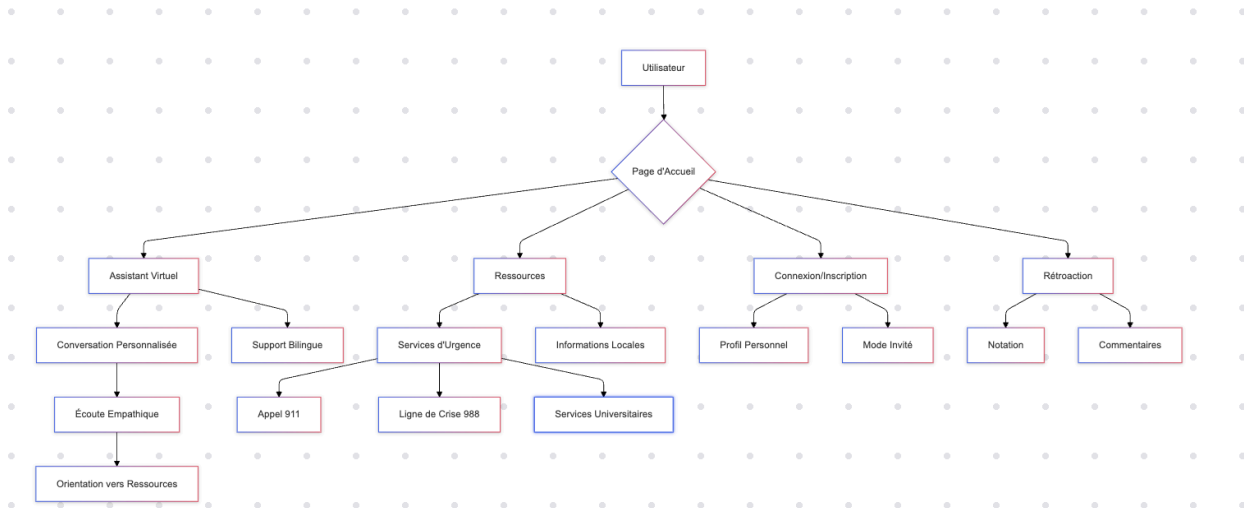 Utilisateur
Page d'Accueil
Assistant Virtuel
Ressources
Connexion/Inscription
Rétroaction
Conversation Personnalisée
Support Bilingue
Services d'Urgence
Informations Locales
Profil Personnel
Mode Invité
Notation
Commentaires
Écoute Empathique
Appel 911
Ligne de Crise 988
Services Universitaires
Orientation vers Ressources